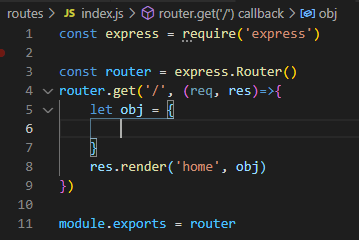 routes > JS index.js > router.get('/') callback > obj
1 const express = require('express')
2
3 const router = express.Router()
4 router.get('/', (req, res)=>{
5 let obj = {
6
7 }
8 res.render('home', obj)
9 })
10
11 module.exports = router